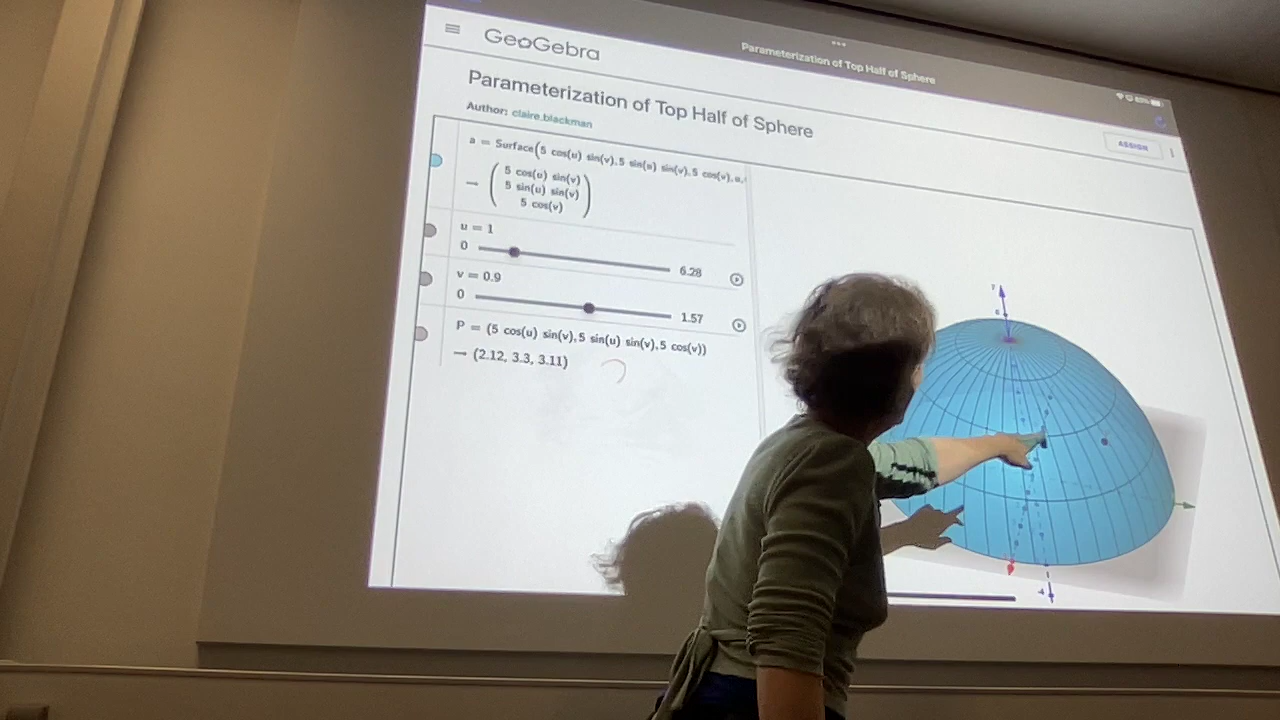 GeoGebra
Parameterization of Top Half of Sphere
Parameterization of Top Half of Sphere
Author: claire.blackman
ASSIGN
a = Surface(5 cos(u) sin(v), 5 sin(u) sin(v), 5 cos(v), u,
→ (5 cos(u) sin(v)
5 sin(u) sin(v)
5 cos(v))
u = 1
0 6.28
v = 0.9
0 1.57
P = (5 cos(u) sin(v), 5 sin(u) sin(v), 5 cos(v))
→ (2.12, 3.3, 3.11)